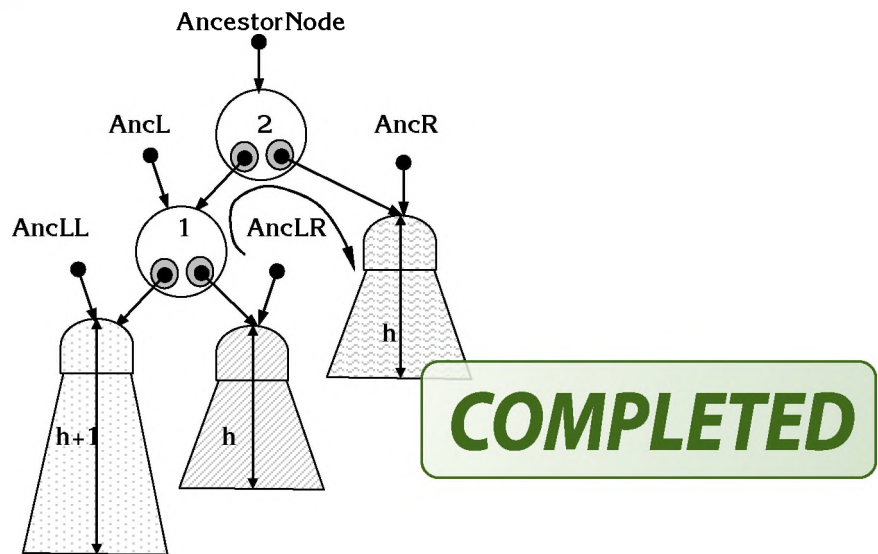 AncestorNode
AncL
2
AncR
AncLL
1
AncLR
h
h+1
h
COMPLETED